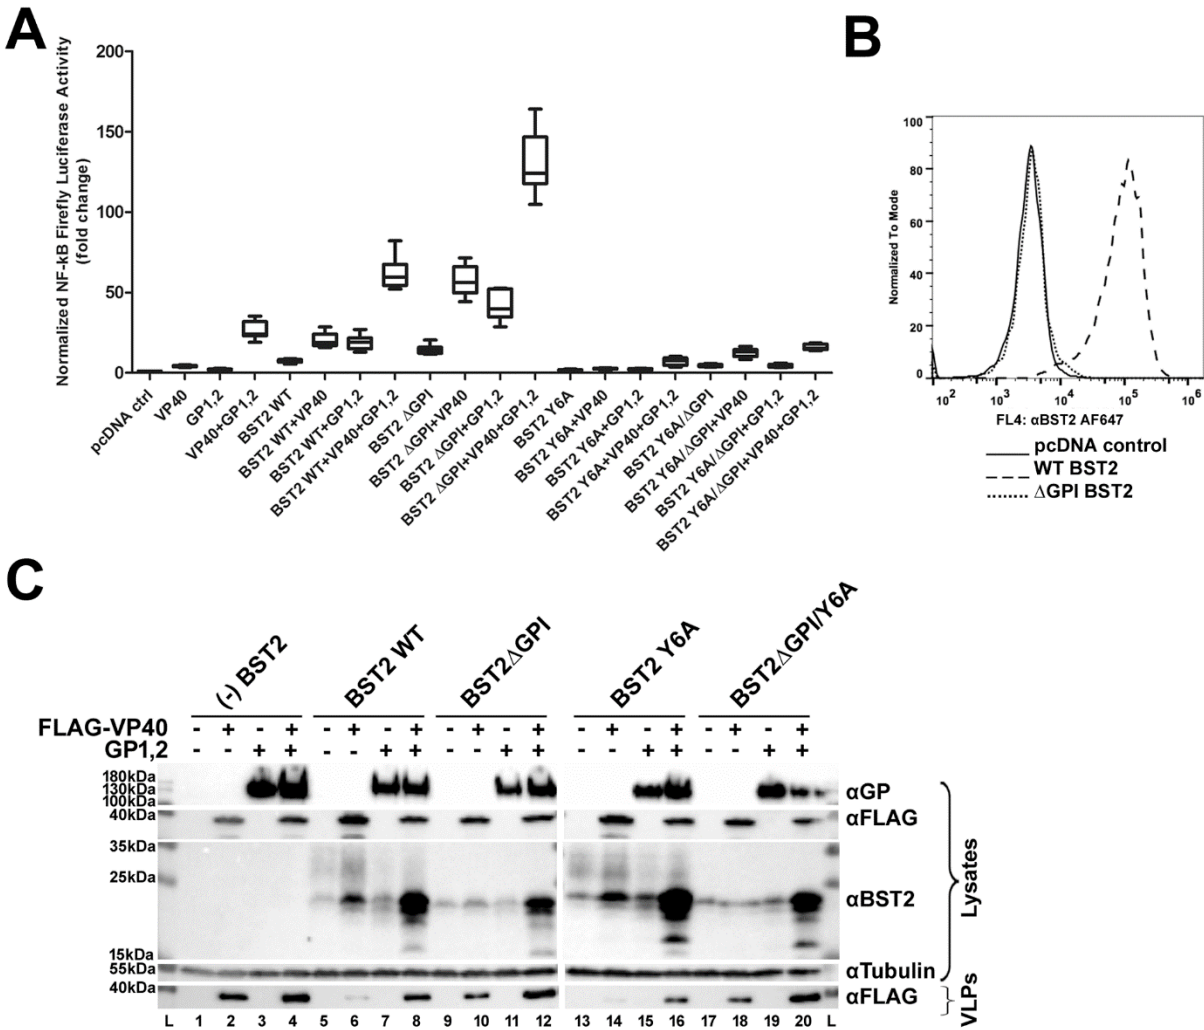 A
Normalized NF-kB Firefly Luciferase Activity
(fold change)
200
150
100
50
0
pcDNA ctrl
VP40
GP1,2
VP40+GP1,2
BST2 WT
BST2 WT+VP40
BST2 WT+GP1,2
BST2 WT+VP40+GP1,2
BST2 ΔGPI
BST2 ΔGPI+VP40
BST2 ΔGPI+GP1,2
BST2 ΔGPI+VP40+GP1,2
BST2 Y6A
BST2 Y6A+VP40
BST2 Y6A+GP1,2
BST2 Y6A+VP40+GP1,2
BST2 Y6A/ΔGPI
BST2 Y6A/ΔGPI+VP40
BST2 Y6A/ΔGPI+GP1,2
BST2 Y6A/ΔGPI+VP40+GP1,2
B
Normalized To Mode
100
80
60
40
20
0
10² 10³ 10⁴ 10⁵ 10⁶
FL4: αBST2 AF647
pcDNA control
WT BST2
ΔGPI BST2
C
(-) BST2
BST2 WT
BST2ΔGPI
BST2 Y6A
BST2ΔGPI/Y6A
FLAG-VP40 - + - + - + - + - + - + - + - + - + - +
GP1,2 - - + + - - + + - - + + - - + + - - + +
180kDa
130kDa αGP
100kDa
40kDa αFLAG
35kDa
25kDa
αBST2
15kDa
55kDa αTubulin
40kDa αFLAG
Lysates
VLPs
L 1 2 3 4 5 6 7 8 9 10 11 12 13 14 15 16 17 18 19 20 L